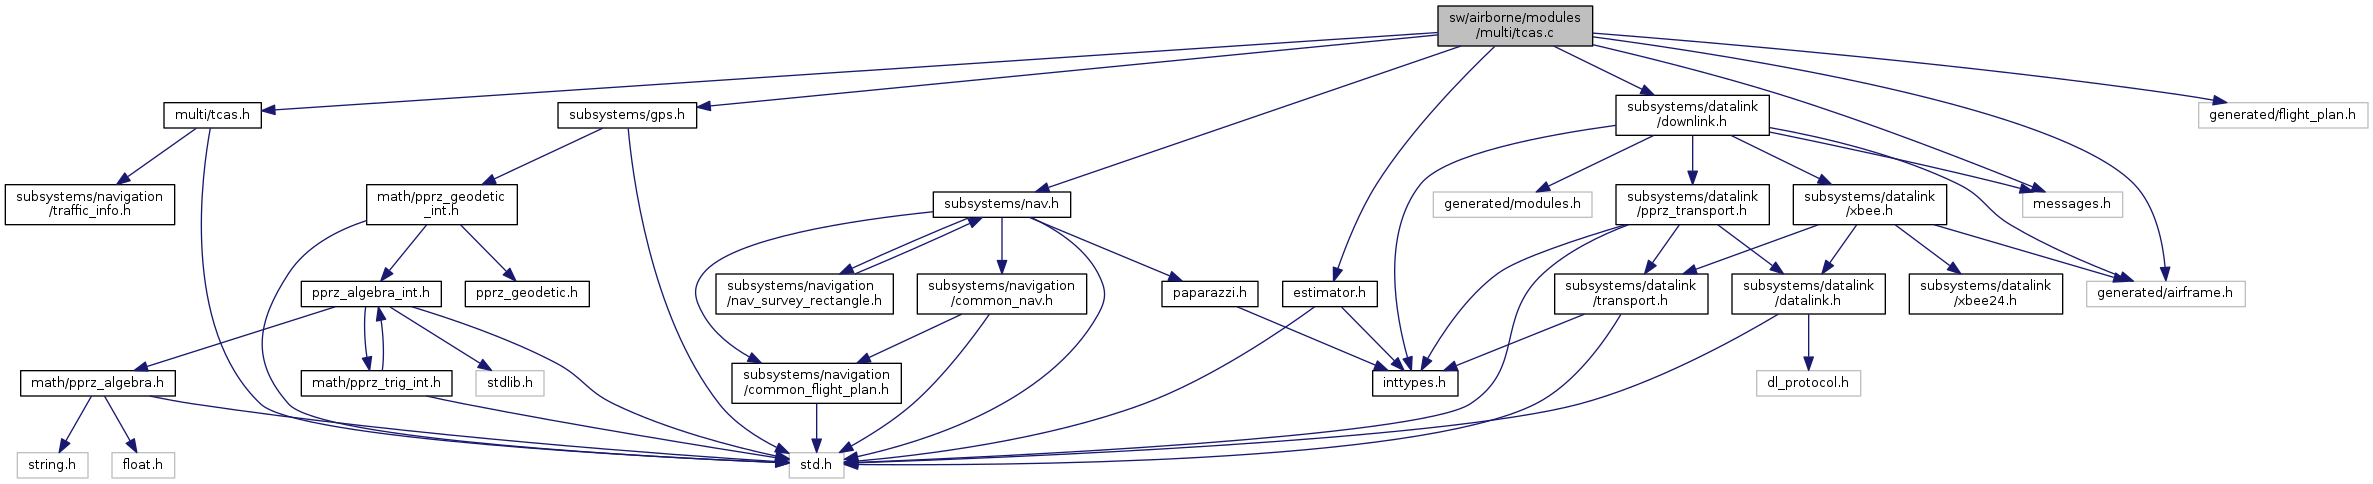 sw/airborne/modules
/multi/tcas.c
multi/tcas.h
subsystems/gps.h
subsystems/datalink
/downlink.h
generated/flight_plan.h
subsystems/navigation
/traffic_info.h
math/pprz_geodetic
_int.h
subsystems/nav.h
generated/modules.h
subsystems/datalink
/pprz_transport.h
subsystems/datalink
/xbee.h
messages.h
pprz_algebra_int.h
pprz_geodetic.h
subsystems/navigation
/nav_survey_rectangle.h
subsystems/navigation
/common_nav.h
paparazzi.h
estimator.h
subsystems/datalink
/transport.h
subsystems/datalink
/datalink.h
subsystems/datalink
/xbee24.h
generated/airframe.h
math/pprz_algebra.h
math/pprz_trig_int.h
stdlib.h
subsystems/navigation
/common_flight_plan.h
inttypes.h
dl_protocol.h
string.h
float.h
std.h